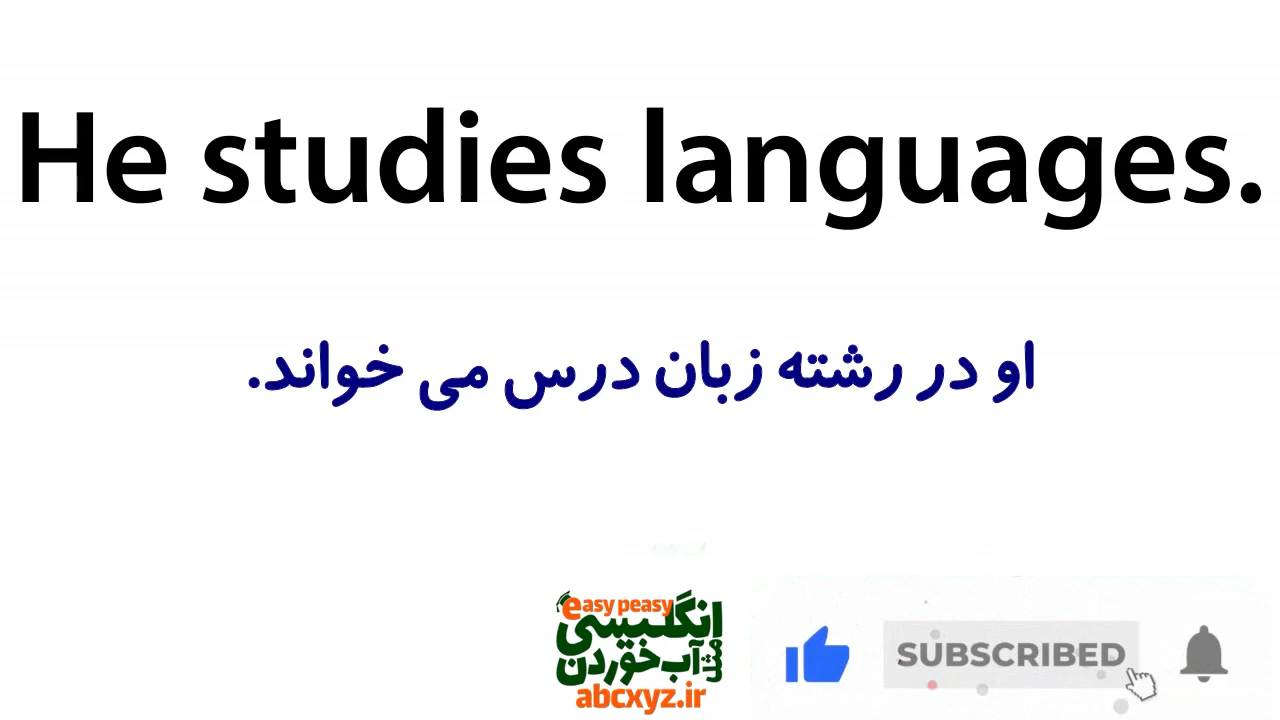 He studies languages.
او در رشته زبان درس می خواند.
easy peasy
انگلیسی
مثل آب خوردن
abcxyz.ir
SUBSCRIBED